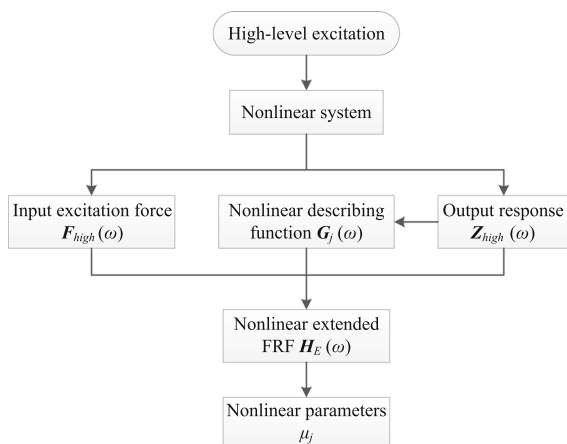 High-level excitation
Nonlinear system
Input excitation force
F_high (ω)
Nonlinear describing
function G_j (ω)
Output response
Z_high (ω)
Nonlinear extended
FRF H_E (ω)
Nonlinear parameters
μ_j